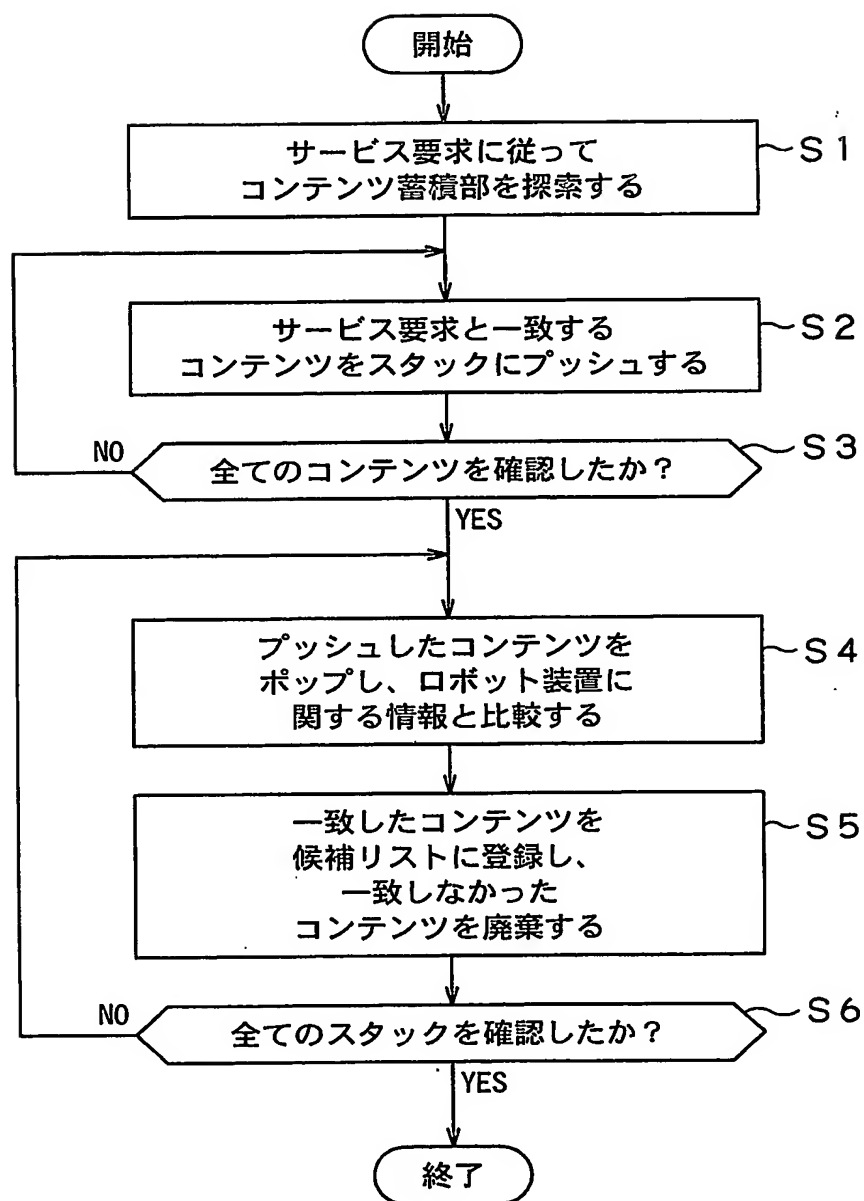 開始
サービス要求に従って
コンテンツ蓄積部を探索する
S1
サービス要求と一致する
コンテンツをスタックにプッシュする
S2
全てのコンテンツを確認したか？
S3
NO
YES
プッシュしたコンテンツを
ポップし、ロボット装置に
関する情報と比較する
S4
一致したコンテンツを
候補リストに登録し、
一致しなかった
コンテンツを廃棄する
S5
全てのスタックを確認したか？
S6
NO
YES
終了